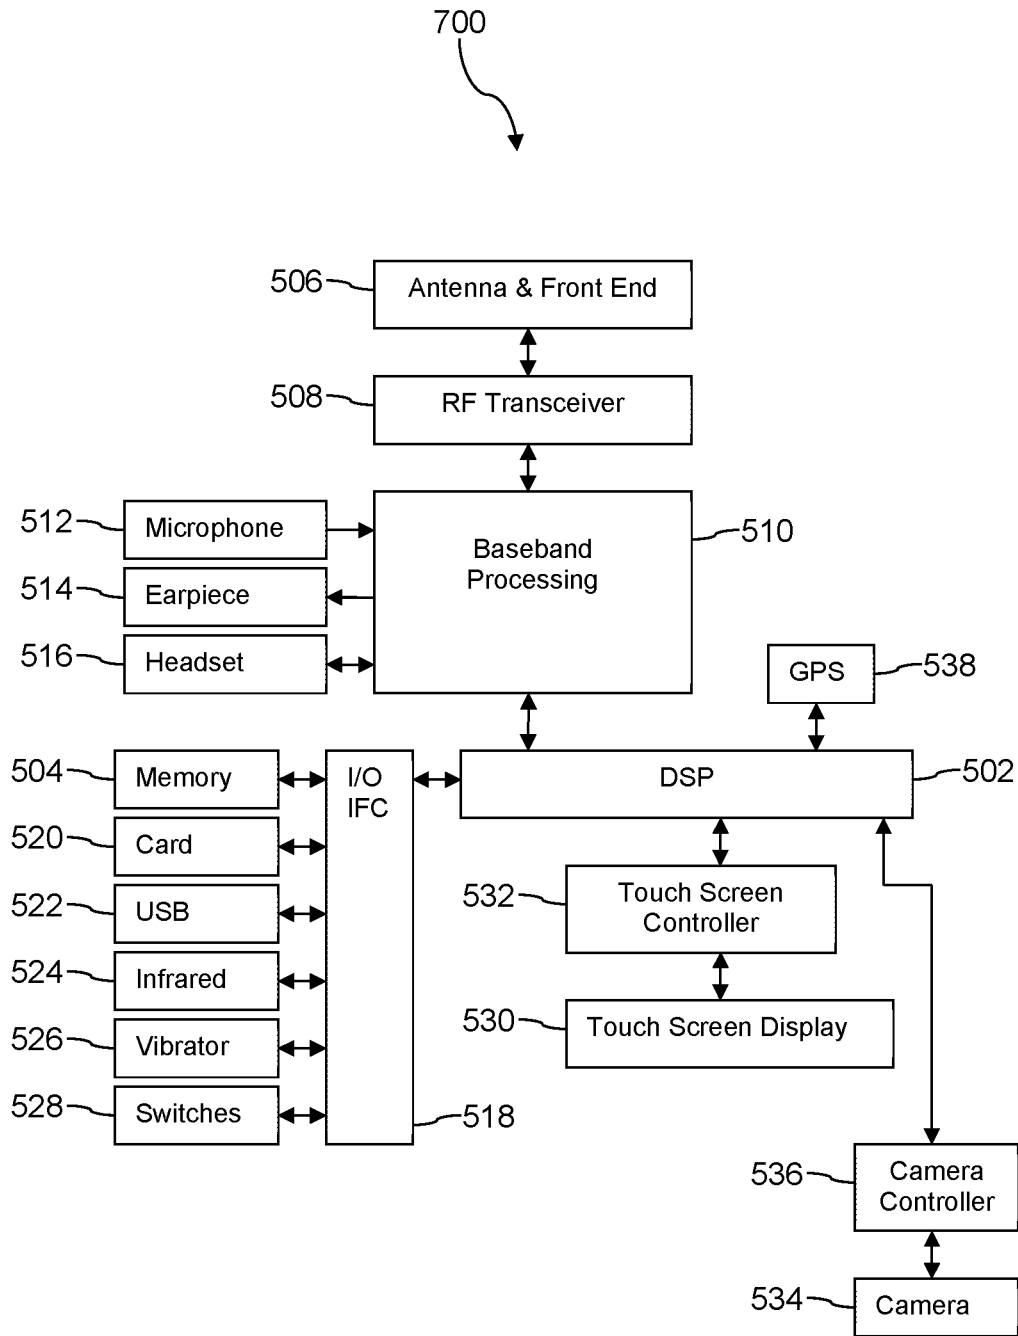 700
506
Antenna & Front End
508
RF Transceiver
512
Microphone
510
Baseband
Processing
514
Earpiece
516
Headset
GPS
538
504
Memory
I/O
IFC
DSP
502
520
Card
522
USB
532
Touch Screen
Controller
524
Infrared
530
Touch Screen Display
526
Vibrator
528
Switches
518
536
Camera
Controller
534
Camera